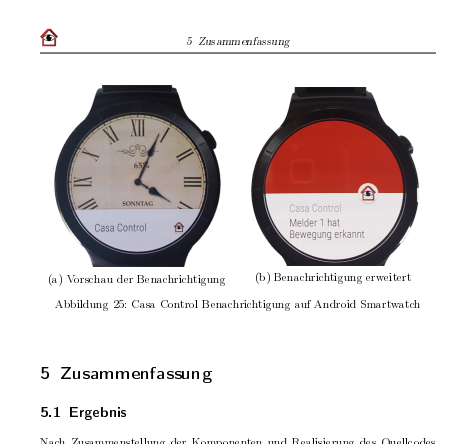 5 Zusammenfassung
XII
65%
SONNTAG
Casa Control
Casa Control
Melder 1 hat
Bewegung erkannt
(a) Vorschau der Benachrichtigung
(b) Benachrichtigung erweitert
Abbildung 25: Casa Control Benachrichtigung auf Android Smartwatch
5 Zusammenfassung
5.1 Ergebnis
Nach Zusammenstellung der Komponenten und Realisierung des Quellcodes